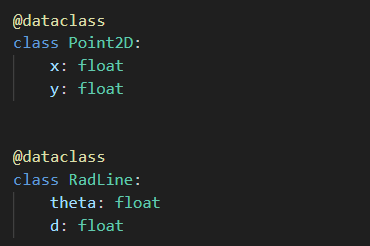 @dataclass
class Point2D:
    x: float
    y: float
@dataclass
class RadLine:
    theta: float
    d: float